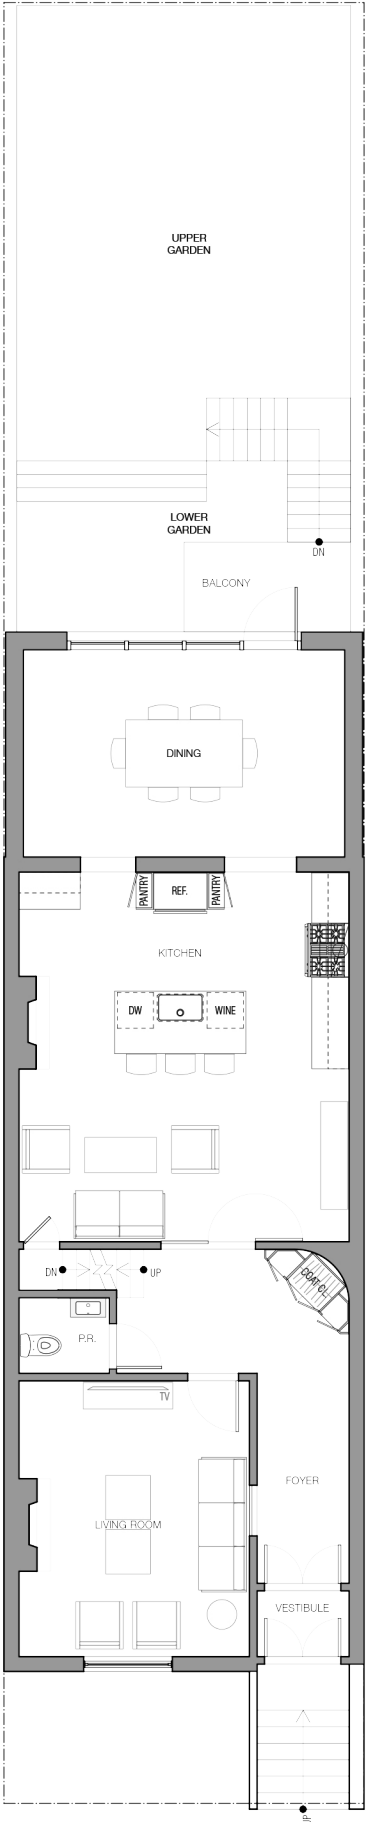 UPPER
GARDEN
LOWER
GARDEN
DN
BALCONY
DINING
PANTRY
REF.
PANTRY
KITCHEN
DW
WINE
DN
UP
COAT CL.
P.R.
TV
FOYER
LIVING ROOM
VESTIBULE
UP